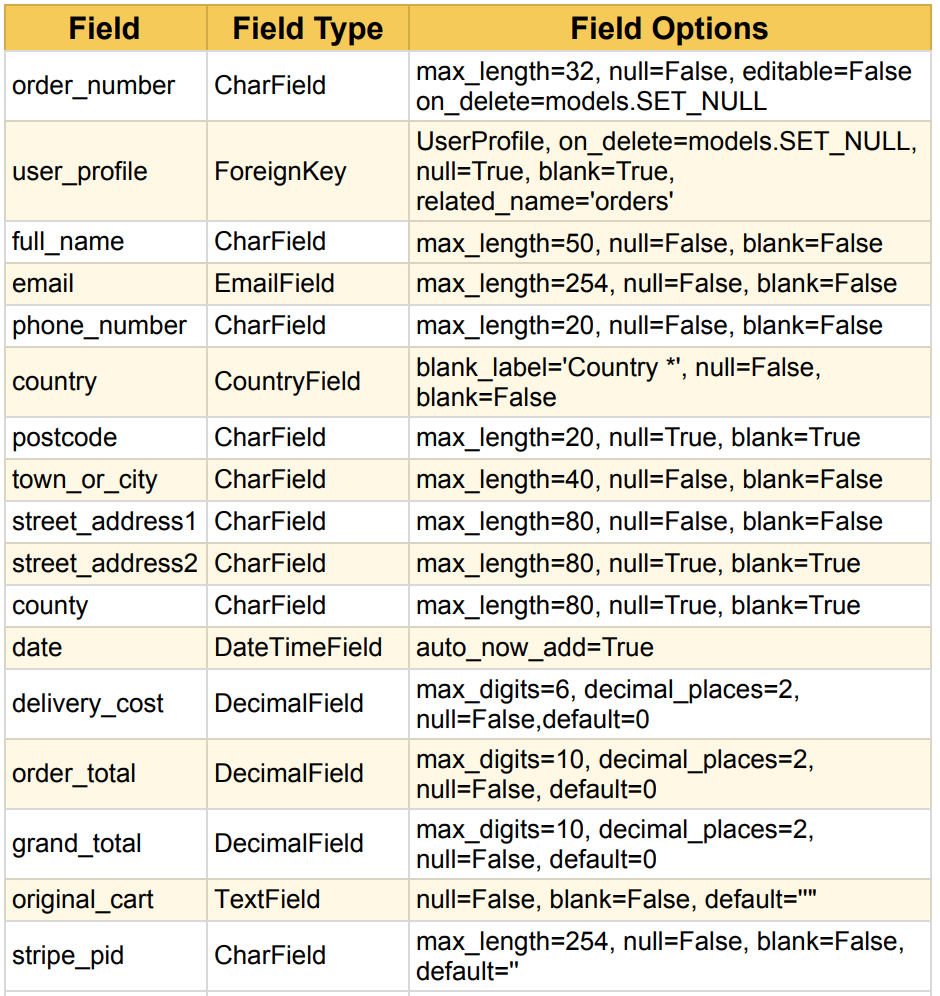 Field Field Type Field Options
order_number CharField max_length=32, null=False, editable=False
on_delete=models.SET_NULL
user_profile ForeignKey UserProfile, on_delete=models.SET_NULL,
null=True, blank=True,
related_name='orders'
full_name CharField max_length=50, null=False, blank=False
email EmailField max_length=254, null=False, blank=False
phone_number CharField max_length=20, null=False, blank=False
country CountryField blank_label='Country *', null=False,
blank=False
postcode CharField max_length=20, null=True, blank=True
town_or_city CharField max_length=40, null=False, blank=False
street_address1 CharField max_length=80, null=False, blank=False
street_address2 CharField max_length=80, null=True, blank=True
county CharField max_length=80, null=True, blank=True
date DateTimeField auto_now_add=True
delivery_cost DecimalField max_digits=6, decimal_places=2,
null=False,default=0
order_total DecimalField max_digits=10, decimal_places=2,
null=False, default=0
grand_total DecimalField max_digits=10, decimal_places=2,
null=False, default=0
original_cart TextField null=False, blank=False, default=''"
stripe_pid CharField max_length=254, null=False, blank=False,
default=''